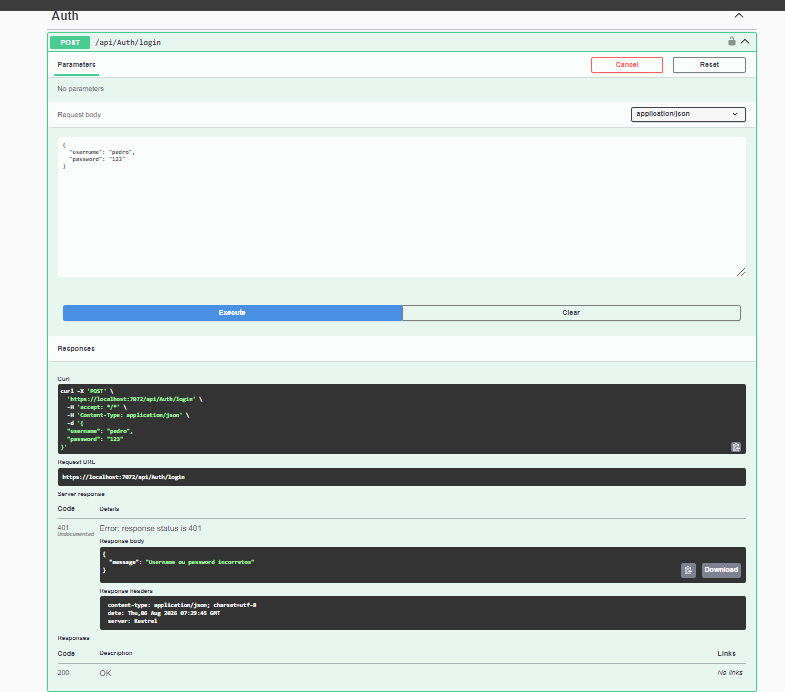 Auth
POST /api/Auth/login
Parameters Cancel Reset
No parameters
Request body application/json
{
"username": "pedro",
"password": "123"
}
Execute Clear
Responses
Curl
curl -X 'POST' \
'https://localhost:7072/api/Auth/login' \
-H 'accept: */*' \
-H 'Content-Type: application/json' \
-d '{
"username": "pedro",
"password": "123"
}'
Request URL
https://localhost:7072/api/Auth/login
Server response
Code Details
401 Error: response status is 401
Undocumented
Response body
{
"message": "Username ou password incorretos"
}
Download
Response headers
content-type: application/json; charset=utf-8
date: Thu,06 Aug 2026 07:29:45 GMT
server: Kestrel
Responses
Code Description Links
200 OK No links